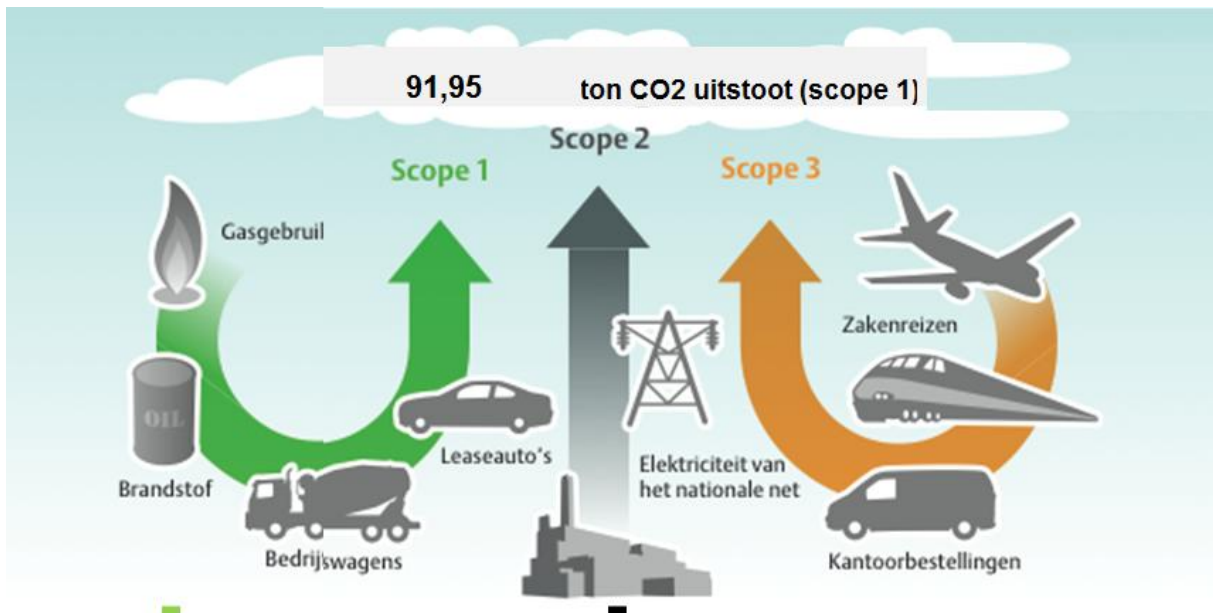 91,95 ton CO2 uitstoot (scope 1)
Scope 2
Scope 1
Scope 3
Gasgebruil
Zakenreizen
OIL
Leaseauto's
Elektriciteit van
het nationale net
Brandstof
Bedrijswagens
Kantoorbestellingen